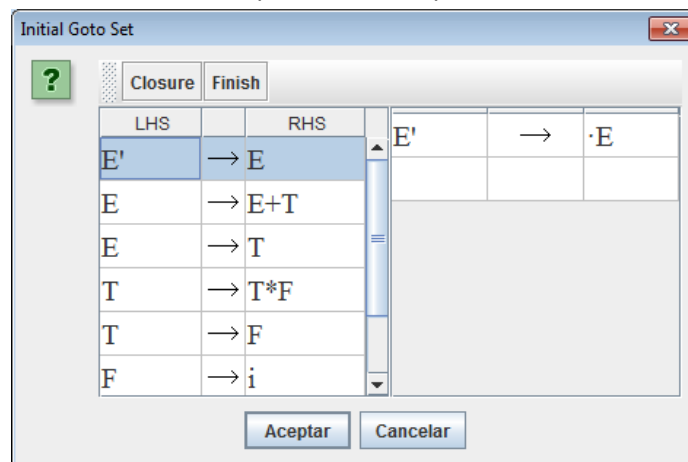 Initial Goto Set
?
Closure Finish
LHS RHS
E' → E
E → E+T
E → T
T → T*F
T → F
F → i
E' → ·E
Aceptar Cancelar